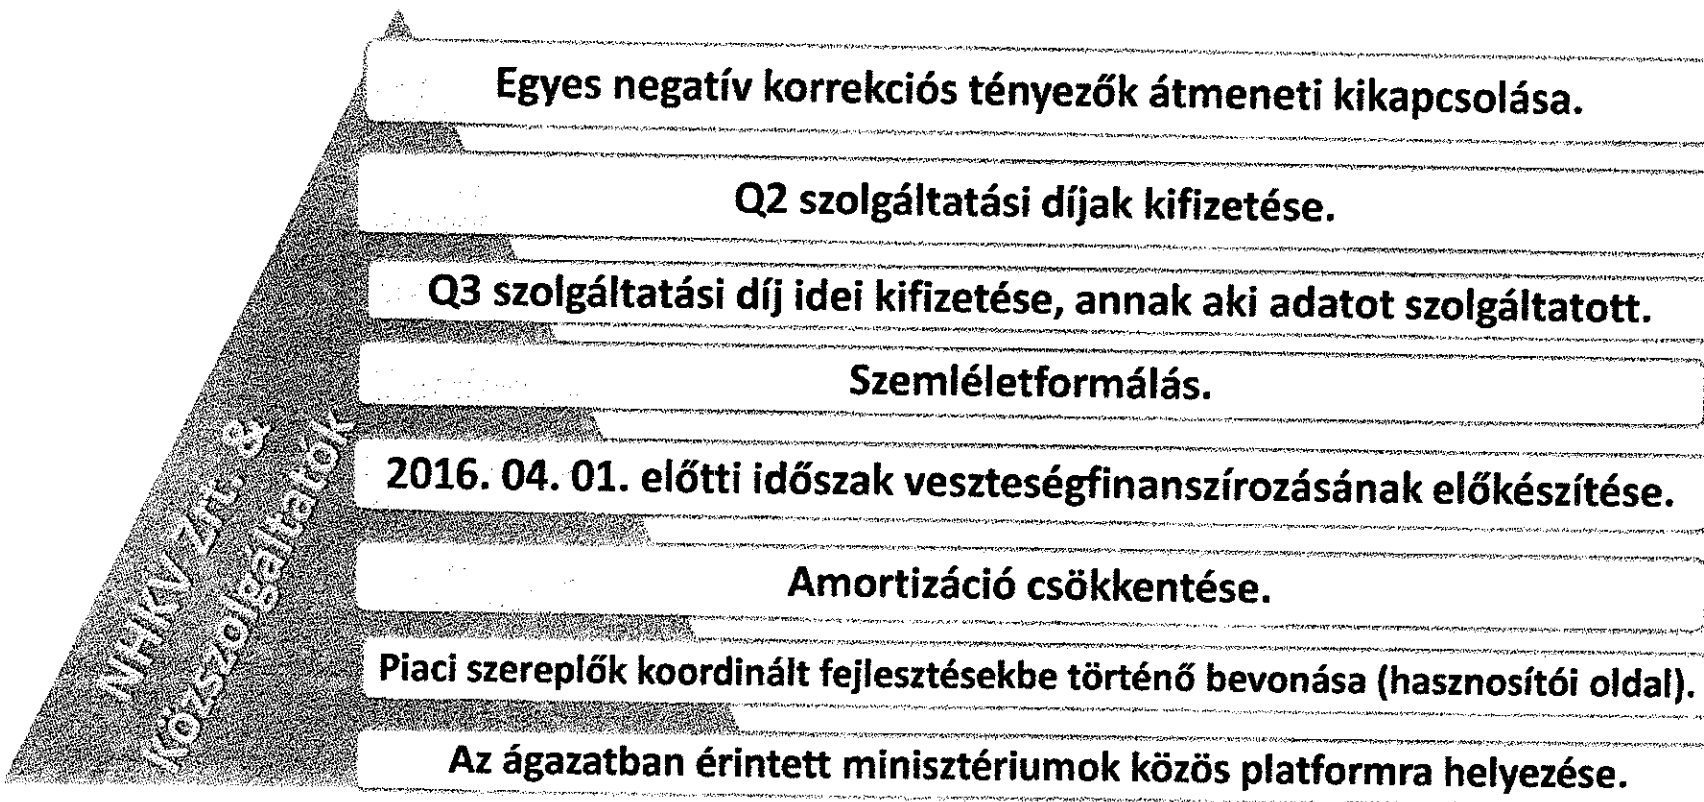 Egyes negatív korrekciós tényezők átmeneti kikapcsolása.
Q2 szolgáltatási díjak kifizetése.
Q3 szolgáltatási díj idei kifizetése, annak aki adatot szolgáltatott.
Szemléletformálás.
2016. 04. 01. előtti időszak veszteségfinanszírozásának előkészítése.
Amortizáció csökkentése.
Piaci szereplők koordinált fejlesztésekbe történő bevonása (hasznosítói oldal).
Az ágazatban érintett minisztériumok közös platformra helyezése.
NHKV Zrt. &
Közszolgáltatók